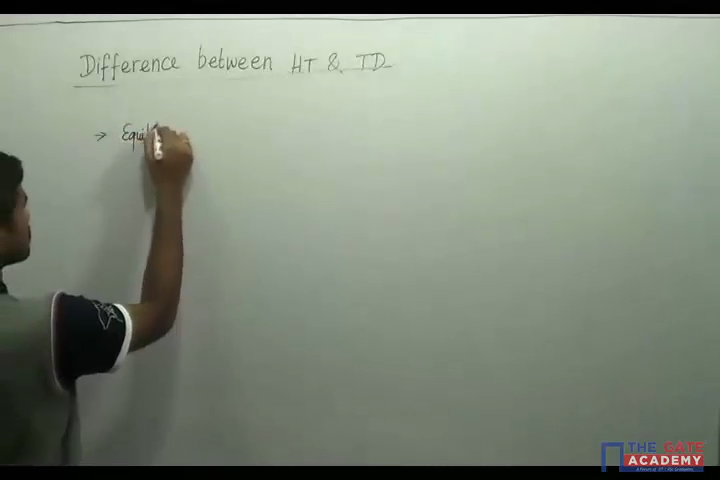 Difference between HT & TD
→ Equi
THE GATE
ACADEMY